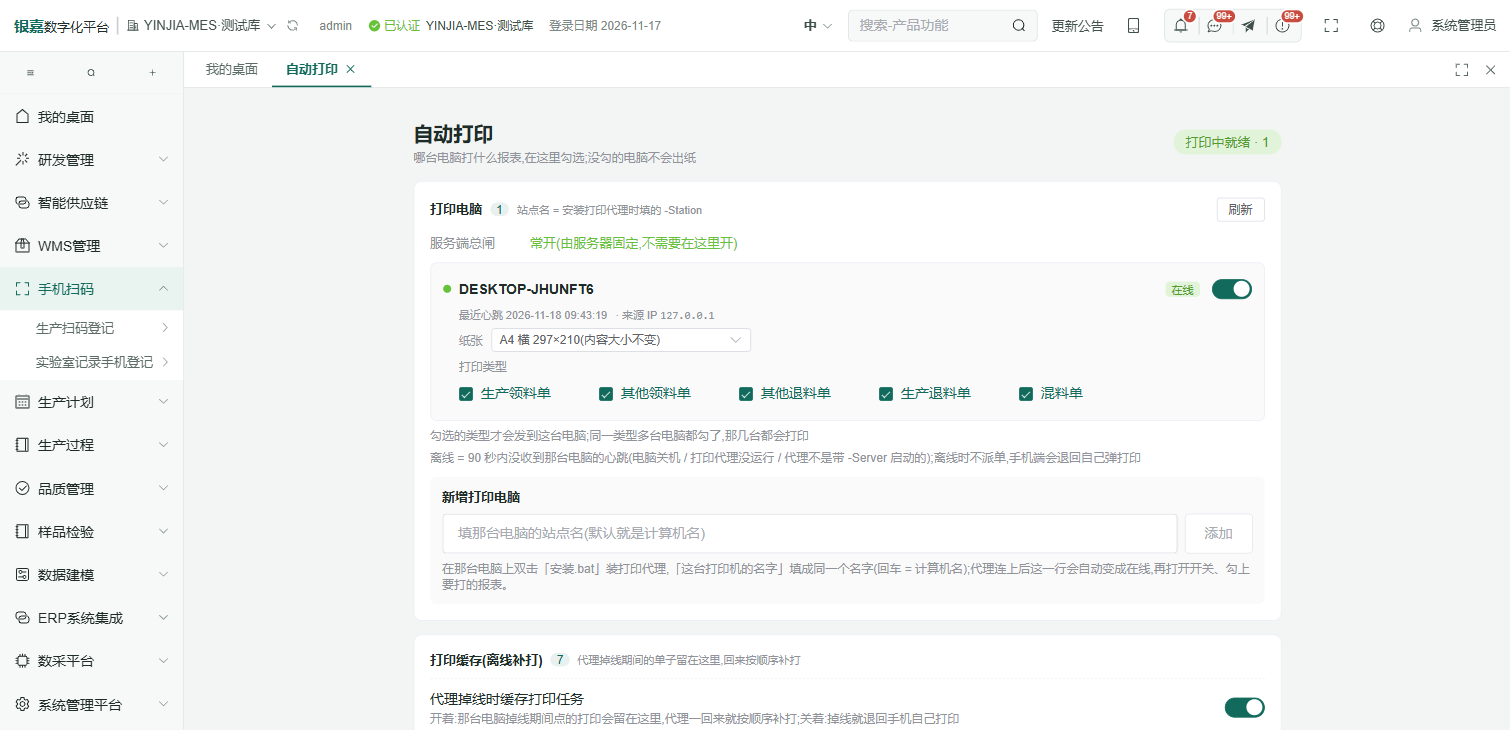 银嘉数字化平台 YINJIA-MES·测试库 admin 已认证 YINJIA-MES·测试库 登录日期 2026-11-17 中 搜索-产品功能 更新公告 7 99+ 99+ 系统管理员
我的桌面 自动打印
我的桌面
研发管理
智能供应链
WMS管理
手机扫码
生产扫码登记
实验室记录手机登记
生产计划
生产过程
品质管理
样品检验
数据建模
ERP系统集成
数采平台
系统管理平台
自动打印
哪台电脑打什么报表,在这里勾选;没勾的电脑不会出纸
打印中就绪 · 1
打印电脑 1 站点名 = 安装打印代理时填的 -Station 刷新
服务端总闸 常开(由服务器固定,不需要在这里开)
DESKTOP-JHUNFT6 在线
最近心跳 2026-11-18 09:43:19 · 来源 IP 127.0.0.1
纸张 A4 横 297×210(内容大小不变)
打印类型
生产领料单 其他领料单 其他退料单 生产退料单 混料单
勾选的类型才会发到这台电脑;同一类型多台电脑都勾了,那几台都会打印
离线 = 90 秒内没收到那台电脑的心跳(电脑关机 / 打印代理没运行 / 代理不是带 -Server 启动的);离线时不派单,手机端会退回自己弹打印
新增打印电脑
填那台电脑的站点名(默认就是计算机名) 添加
在那台电脑上双击「安装.bat」装打印代理,「这台打印机的名字」填成同一个名字(回车 = 计算机名);代理连上后这一行会自动变成在线,再打开开关、勾上
要打的报表。
打印缓存(离线补打) 7 代理掉线期间的单子留在这里,回来按顺序补打
代理掉线时缓存打印任务
开着:那台电脑掉线期间点的打印会留在这里,代理一回来就按顺序补打;关着:掉线就退回手机自己打印